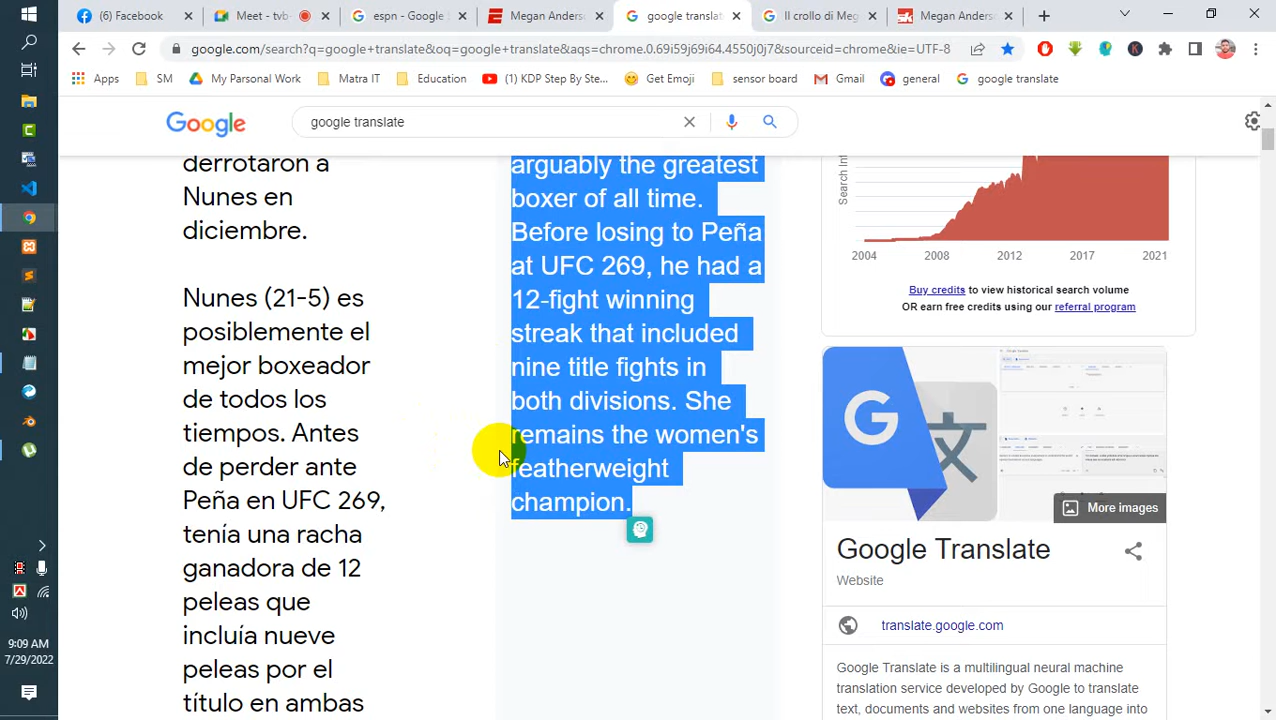 (6) Facebook
Meet - tvb-
espn - Google
Megan Anders
google translat
Il crollo di Meg
Megan Anders
google.com/search?q=google+translate&oq=google+translate&aqs=chrome.0.69i59j69i64.4550j0j7&sourceid=chrome&ie=UTF-8
Apps
SM
My Parsonal Work
Matra IT
Education
(1) KDP Step By Ste...
Get Emoji
sensor board
Gmail
general
google translate
Google
google translate
derrotaron a
Nunes en
diciembre.
Nunes (21-5) es
posiblemente el
mejor boxeador
de todos los
tiempos. Antes
de perder ante
Peña en UFC 269,
tenía una racha
ganadora de 12
peleas que
incluía nueve
peleas por el
título en ambas
arguably the greatest
boxer of all time.
Before losing to Peña
at UFC 269, he had a
12-fight winning
streak that included
nine title fights in
both divisions. She
remains the women's
featherweight
champion.
Search Int
2004 2008 2012 2017 2021
Buy credits to view historical search volume
OR earn free credits using our referral program
G
文
More images
Google Translate
Website
translate.google.com
Google Translate is a multilingual neural machine
translation service developed by Google to translate
text, documents and websites from one language into
9:09 AM
7/29/2022